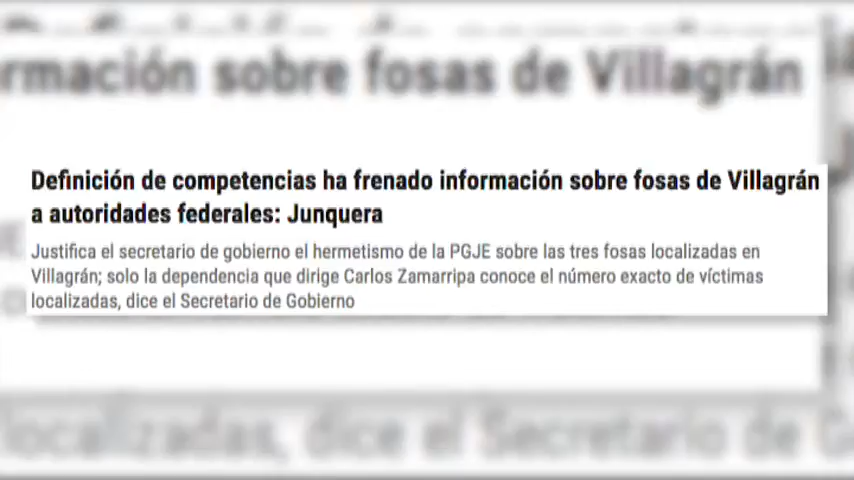 rmación sobre fosas de Villagrán
Definición de competencias ha frenado información sobre fosas de Villagrán
a autoridades federales: Junquera
Justifica el secretario de gobierno el hermetismo de la PGJE sobre las tres fosas localizadas en
Villagrán; solo la dependencia que dirige Carlos Zamarripa conoce el número exacto de víctimas
localizadas, dice el Secretario de Gobierno
localizadas, dice el Secretario de G